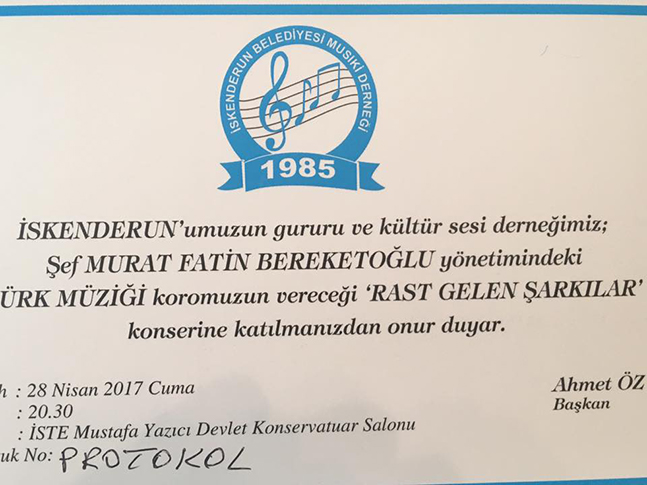 İSKENDERUN BELEDİYESİ MUSIKİ DERNEĞİ
1985
İSKENDERUN'umuzun gururu ve kültür sesi derneğimiz;
Şef MURAT FATİN BEREKETOĞLU yönetimindeki
ÜRK MÜZİĞİ koromuzun vereceği 'RAST GELEN ŞARKILAR'
konserine katılmanızdan onur duyar.
h : 28 Nisan 2017 Cuma
: 20.30
: İSTE Mustafa Yazıcı Devlet Konservatuar Salonu
uk No: PROTOKOL
Ahmet ÖZ
Başkan